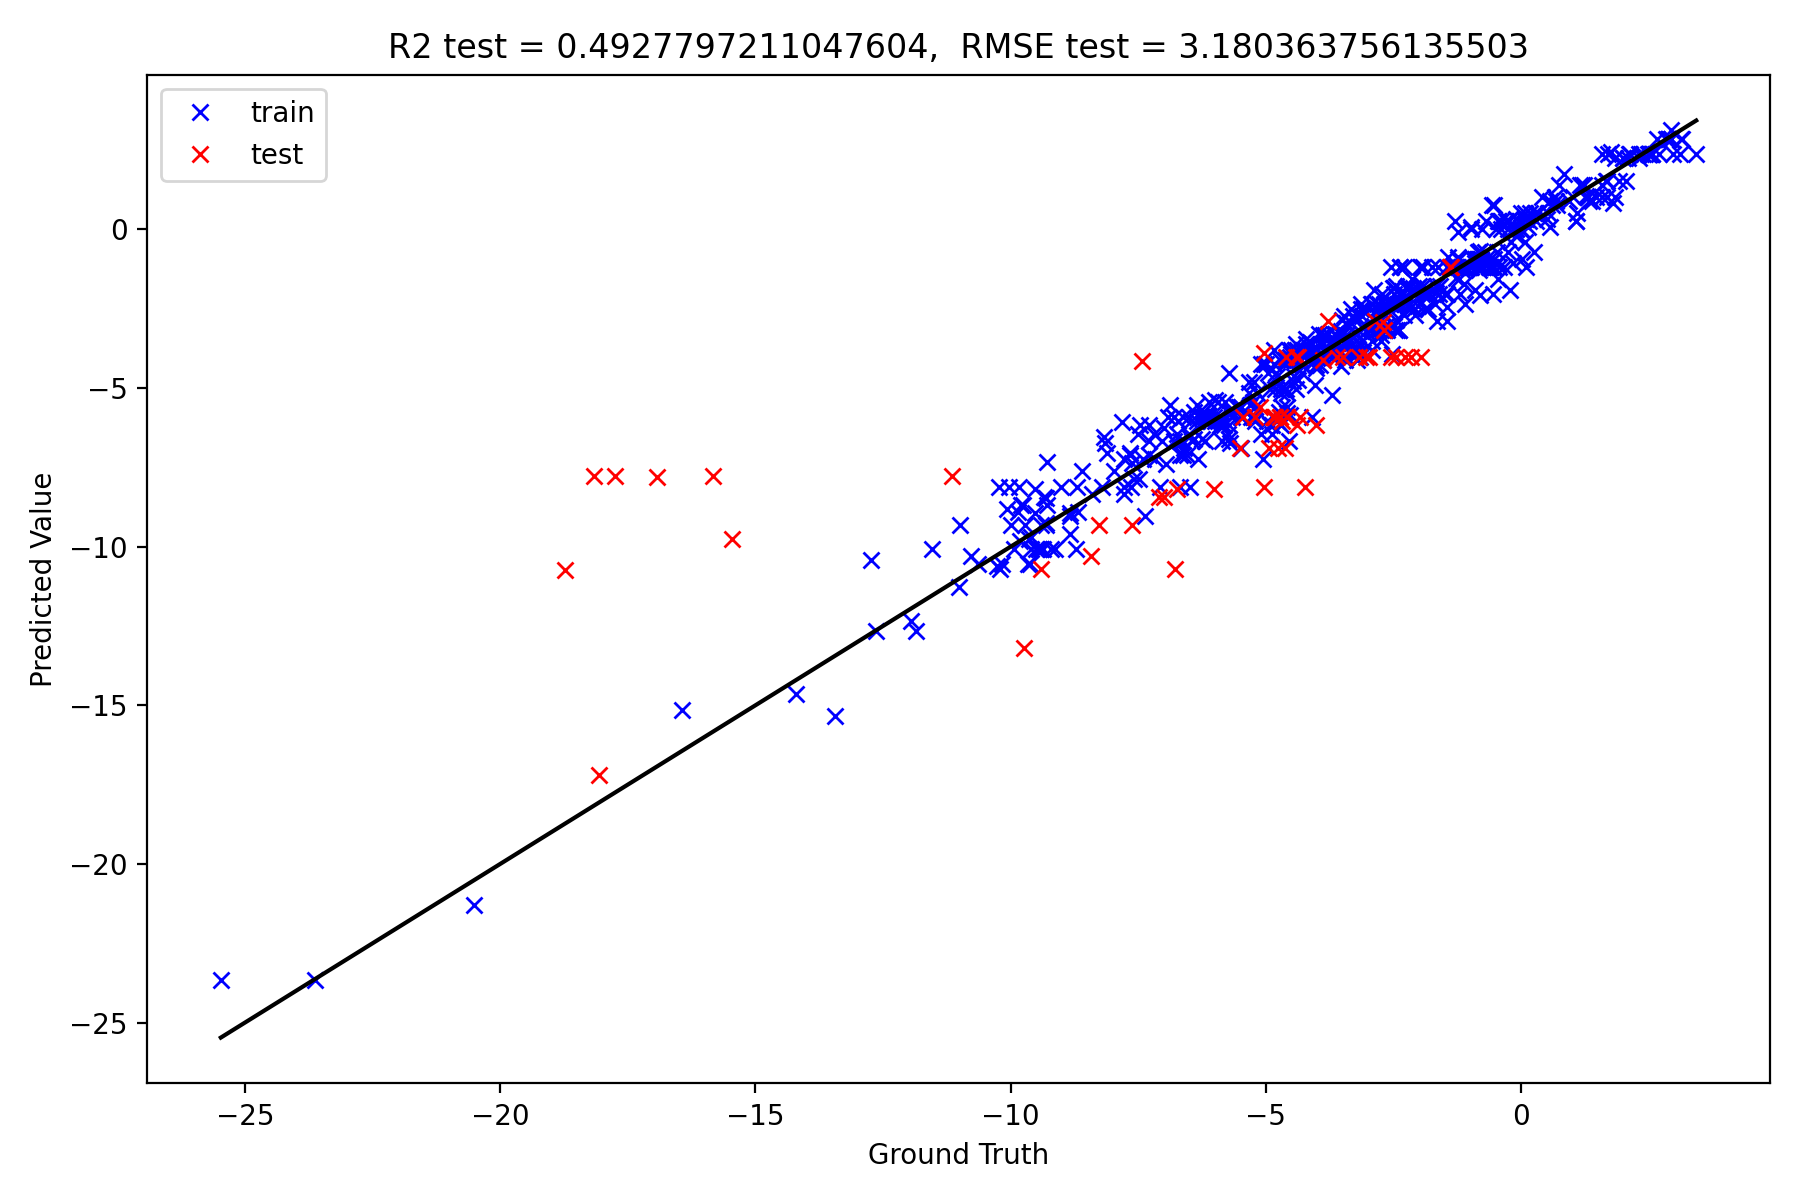 R2 test = 0.4927797211047604,  RMSE test = 3.180363756135503
train
test
0
−5
−10
−15
−20
−25
Predicted Value
−25
−20
−15
−10
−5
0
Ground Truth